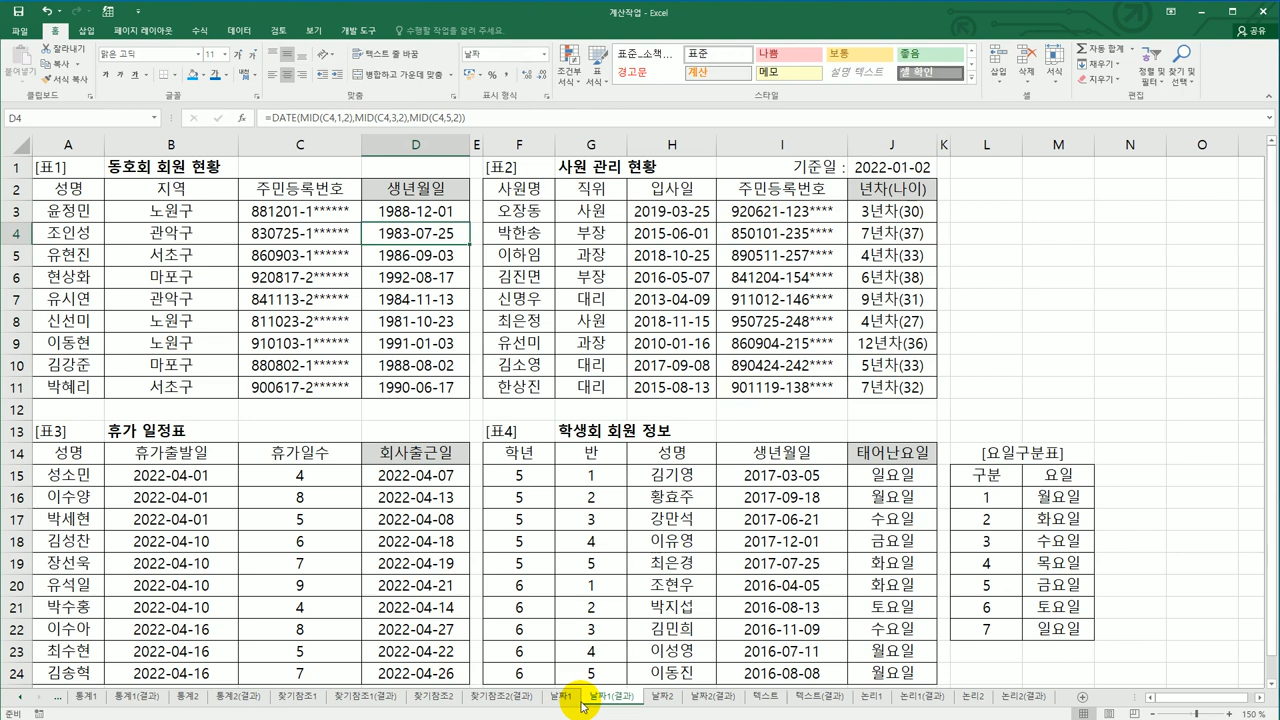 계산작업 - Excel
파일 홈 삽입 페이지 레이아웃 수식 데이터 검토 보기 개발 도구 수행할 작업을 알려 주세요. 공유
붙여넣기 잘라내기 복사 서식 복사 맑은 고딕 11 텍스트 줄 바꿈 병합하고 가운데 맞춤 날짜 조건부 서식 표 서식 표준_소책... 표준 나쁨 보통 좋음 경고문 계산 메모 설명 텍스트 셀 확인 삽입 삭제 서식 자동 합계 채우기 지우기 정렬 및 필터 찾기 및 선택
클립보드 글꼴 맞춤 표시 형식 스타일 셀 편집
D4 =DATE(MID(C4,1,2),MID(C4,3,2),MID(C4,5,2))
A B C D E F G H I J K L M N O
1 [표1] 동호회 회원 현황 [표2] 사원 관리 현황 기준일 : 2022-01-02
2 성명 지역 주민등록번호 생년월일 사원명 직위 입사일 주민등록번호 년차(나이)
3 윤정민 노원구 881201-1****** 1988-12-01 오장동 사원 2019-03-25 920621-123**** 3년차(30)
4 조인성 관악구 830725-1****** 1983-07-25 박한송 부장 2015-06-01 850101-235**** 7년차(37)
5 유현진 서초구 860903-1****** 1986-09-03 이하임 과장 2018-10-25 890511-257**** 4년차(33)
6 현상화 마포구 920817-2****** 1992-08-17 김진면 부장 2016-05-07 841204-154**** 6년차(38)
7 유시연 관악구 841113-2****** 1984-11-13 신명우 대리 2013-04-09 911012-146**** 9년차(31)
8 신선미 노원구 811023-2****** 1981-10-23 최은정 사원 2018-11-15 950725-248**** 4년차(27)
9 이동현 노원구 910103-1****** 1991-01-03 유선미 과장 2010-01-16 860904-215**** 12년차(36)
10 김강준 마포구 880802-1****** 1988-08-02 김소영 대리 2017-09-08 890424-242**** 5년차(33)
11 박혜리 서초구 900617-2****** 1990-06-17 한상진 대리 2015-08-13 901119-138**** 7년차(32)
12
13 [표3] 휴가 일정표 [표4] 학생회 회원 정보
14 성명 휴가출발일 휴가일수 회사출근일 학년 반 성명 생년월일 태어난요일 [요일구분표]
15 성소민 2022-04-01 4 2022-04-07 5 1 김기영 2017-03-05 일요일 구분 요일
16 이수양 2022-04-01 8 2022-04-13 5 2 황효주 2017-09-18 월요일 1 월요일
17 박세현 2022-04-01 5 2022-04-08 5 3 강만석 2017-06-21 수요일 2 화요일
18 김성찬 2022-04-10 6 2022-04-18 5 4 이유영 2017-12-01 금요일 3 수요일
19 장선욱 2022-04-10 7 2022-04-19 5 5 최은경 2017-07-25 화요일 4 목요일
20 유석일 2022-04-10 9 2022-04-21 6 1 조현우 2016-04-05 화요일 5 금요일
21 박수홍 2022-04-10 4 2022-04-14 6 2 박지섭 2016-08-13 토요일 6 토요일
22 이수아 2022-04-16 8 2022-04-27 6 3 김민희 2016-11-09 수요일 7 일요일
23 최수현 2022-04-16 5 2022-04-22 6 4 이성영 2016-07-11 월요일
24 김송혁 2022-04-16 7 2022-04-26 6 5 이동진 2016-08-08 월요일
... 통계1 통계1(결과) 통계2 통계2(결과) 찾기참조1 찾기참조1(결과) 찾기참조2 찾기참조2(결과) 날짜1 날짜1(결과) 날짜2 날짜2(결과) 텍스트 텍스트(결과) 논리1 논리1(결과) 논리2 논리2(결과)
준비 150 %